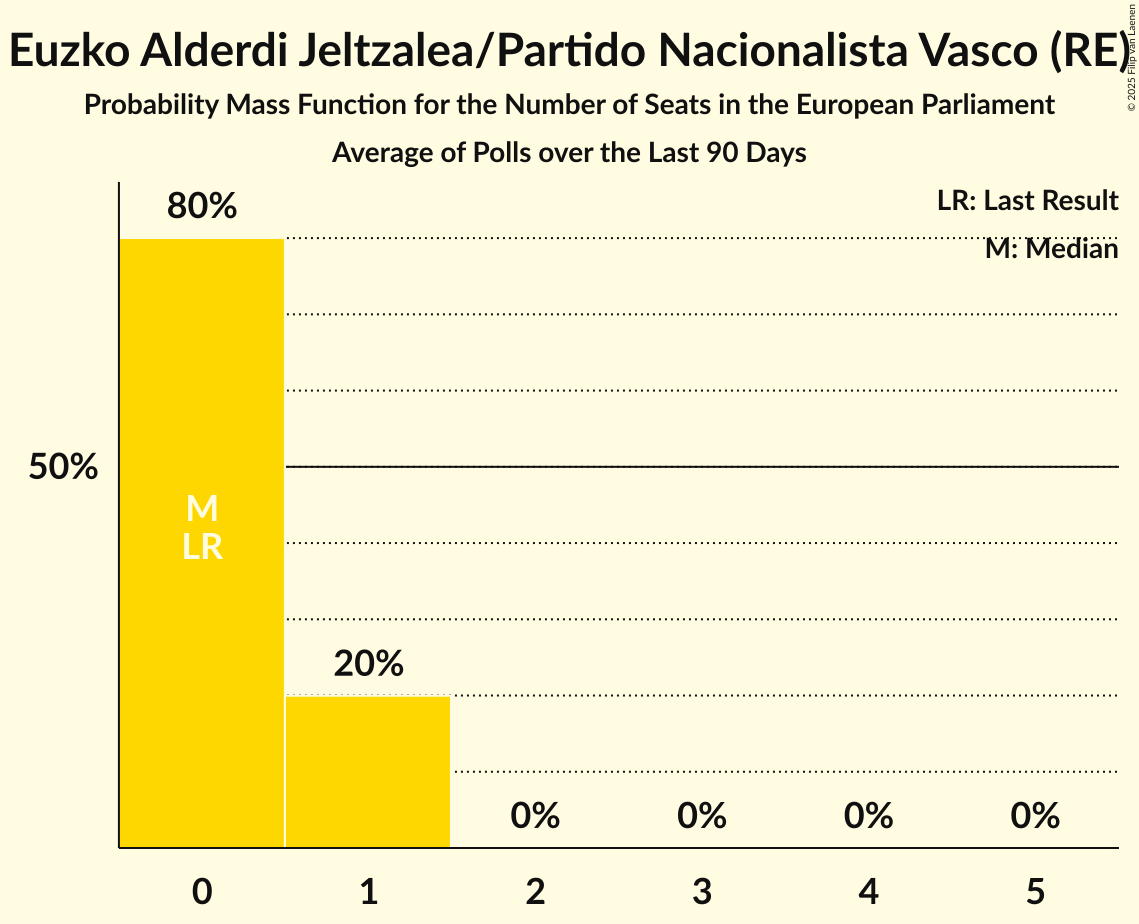 Euzko Alderdi Jeltzalea/Partido Nacionalista Vasco (RE)
© 2025 Filip van Laenen
Probability Mass Function for the Number of Seats in the European Parliament
Average of Polls over the Last 90 Days
LR: Last Result
M: Median
80%
50%
M
LR
20%
0% 0% 0% 0%
0 1 2 3 4 5